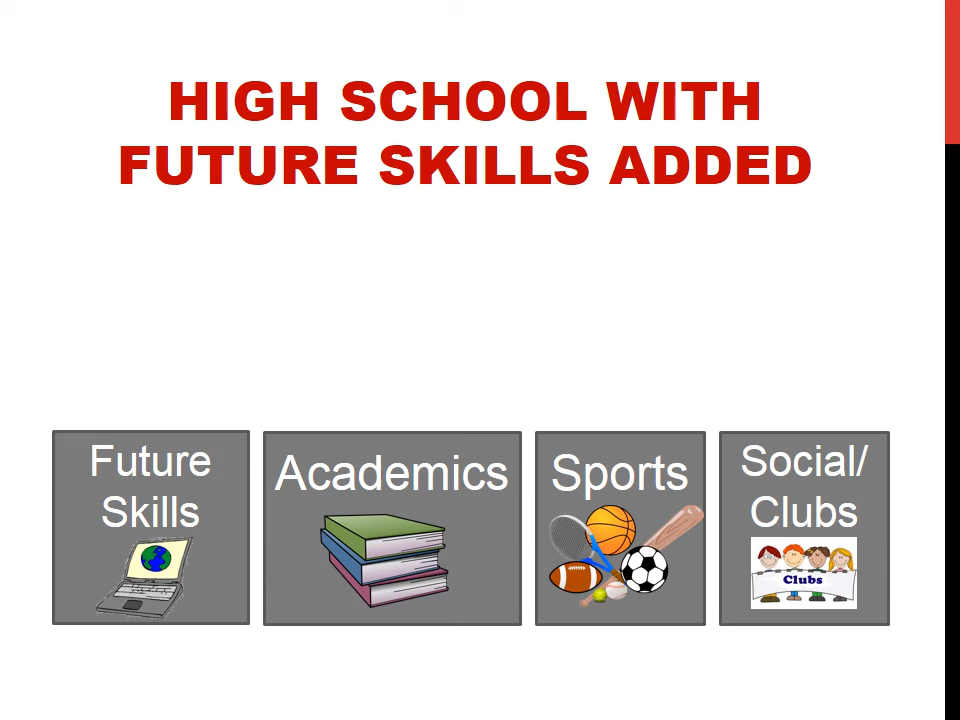 HIGH SCHOOL WITH
FUTURE SKILLS ADDED
Future
Skills
Academics
Sports
Social/
Clubs
Clubs